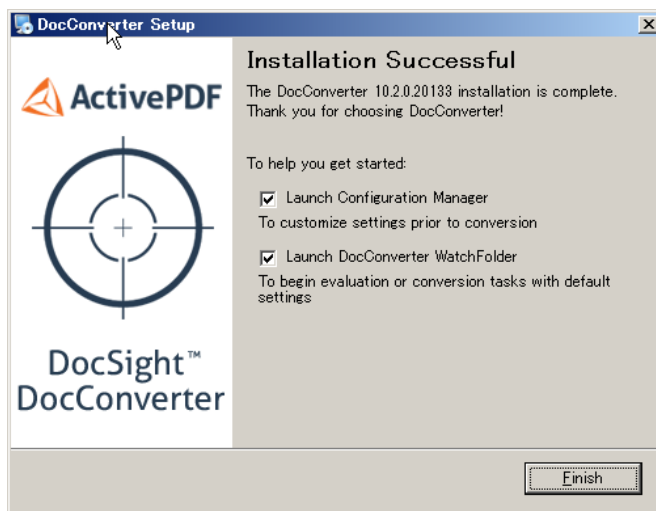 DocConverter Setup
ActivePDF
DocSight™
DocConverter
Installation Successful
The DocConverter 10.2.0.20133 installation is complete.
Thank you for choosing DocConverter!
To help you get started:
Launch Configuration Manager
To customize settings prior to conversion
Launch DocConverter WatchFolder
To begin evaluation or conversion tasks with default
settings
Finish